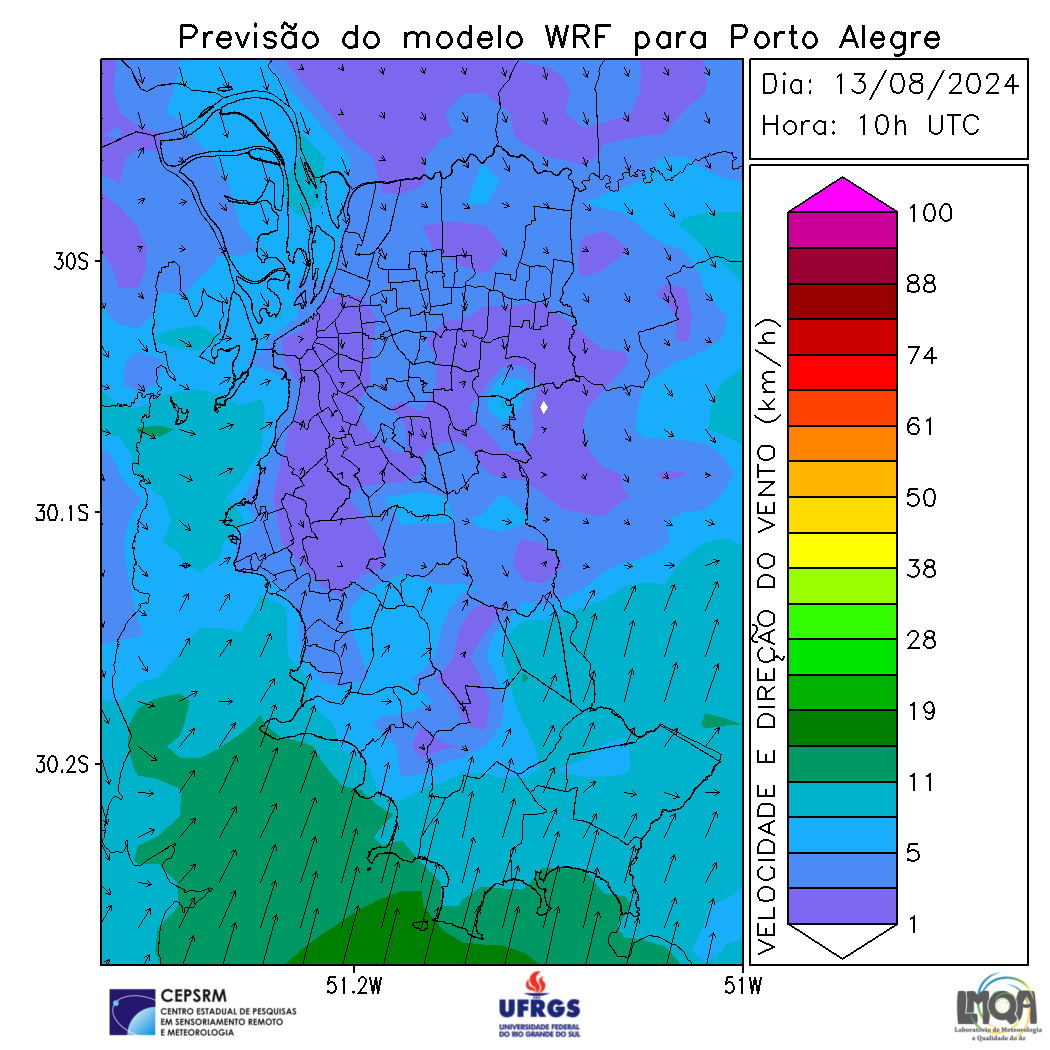 Previsão do modelo WRF para Porto Alegre
Dia: 13/08/2024
Hora: 10h UTC
30S
30.1S
30.2S
51.2W
51W
VELOCIDADE E DIREÇÃO DO VENTO (km/h)
100
88
74
61
50
38
28
19
11
5
1
CEPSRM
CENTRO ESTADUAL DE PESQUISAS
EM SENSORIAMENTO REMOTO
E METEOROLOGIA
UFRGS
UNIVERSIDADE FEDERAL
DO RIO GRANDE DO SUL
LMQA
Laboratório de Meteorologia
e Qualidade do Ar